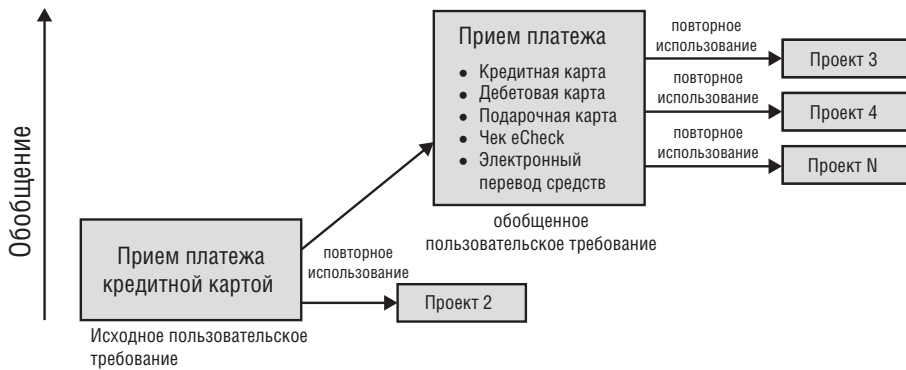 Обобщение
Прием платежа
● Кредитная карта
● Дебетовая карта
● Подарочная карта
● Чек eCheck
● Электронный
перевод средств
обобщенное
пользовательское требование
повторное
использование
Проект 3
повторное
использование
Проект 4
повторное
использование
Проект N
Прием платежа
кредитной картой
Исходное пользовательское
требование
повторное
использование
Проект 2